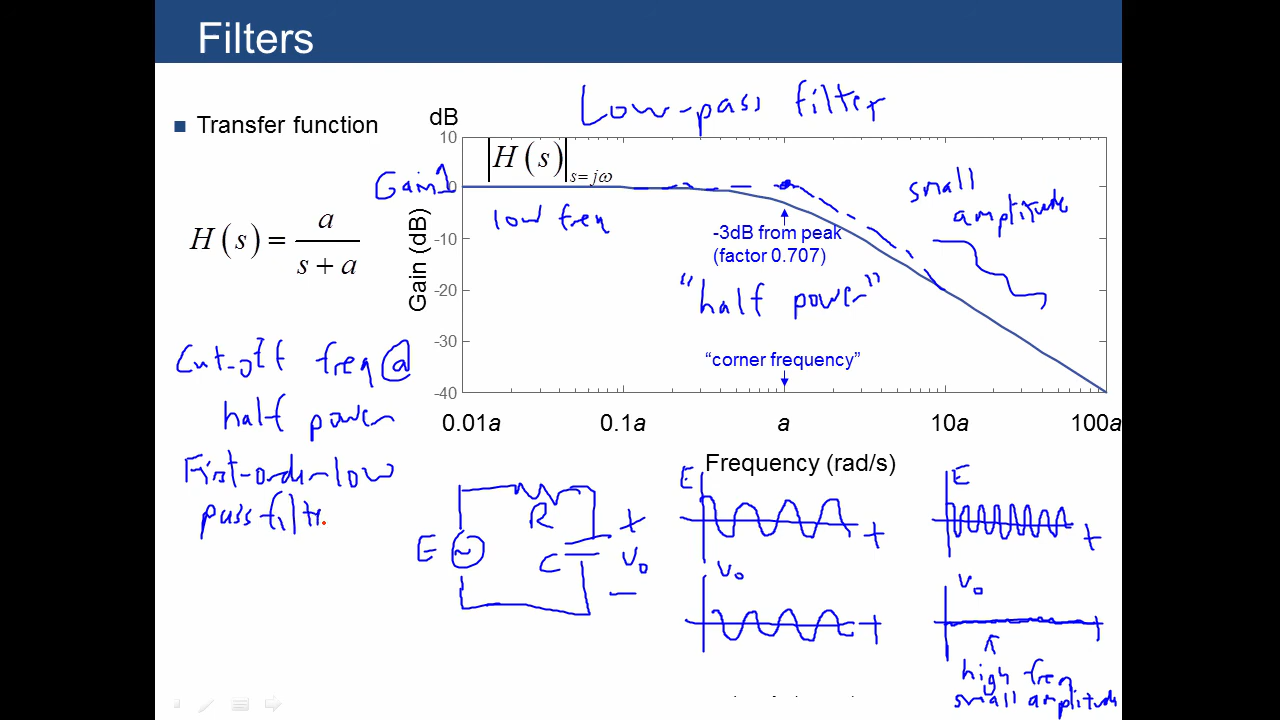 Filters
Transfer function
H(s) = a / (s + a)
Cut-off freq @
half power
First-order-low
pass filtr
Low-pass filter
dB
10
|H(s)|s=jω
Gain 1
0
low freq
small
amplitude
-10
-3dB from peak
(factor 0.707)
Gain (dB)
-20
"half power"
-30
"corner frequency"
-40
0.01a 0.1a a 10a 100a
Frequency (rad/s)
E
R
+
C
Vo
−
E
t
Vo
t
E
t
Vo
t
high freq
small amplitude